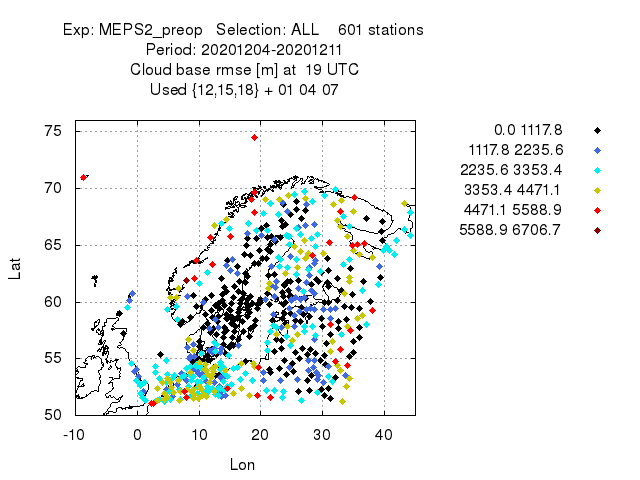 Exp: MEPS2_preop   Selection: ALL    601 stations
Period: 20201204-20201211
Cloud base rmse [m] at  19 UTC
Used {12,15,18} + 01 04 07
0.0 1117.8
1117.8 2235.6
2235.6 3353.4
3353.4 4471.1
4471.1 5588.9
5588.9 6706.7
75
70
65
60
55
50
Lat
-10 0 10 20 30 40
Lon